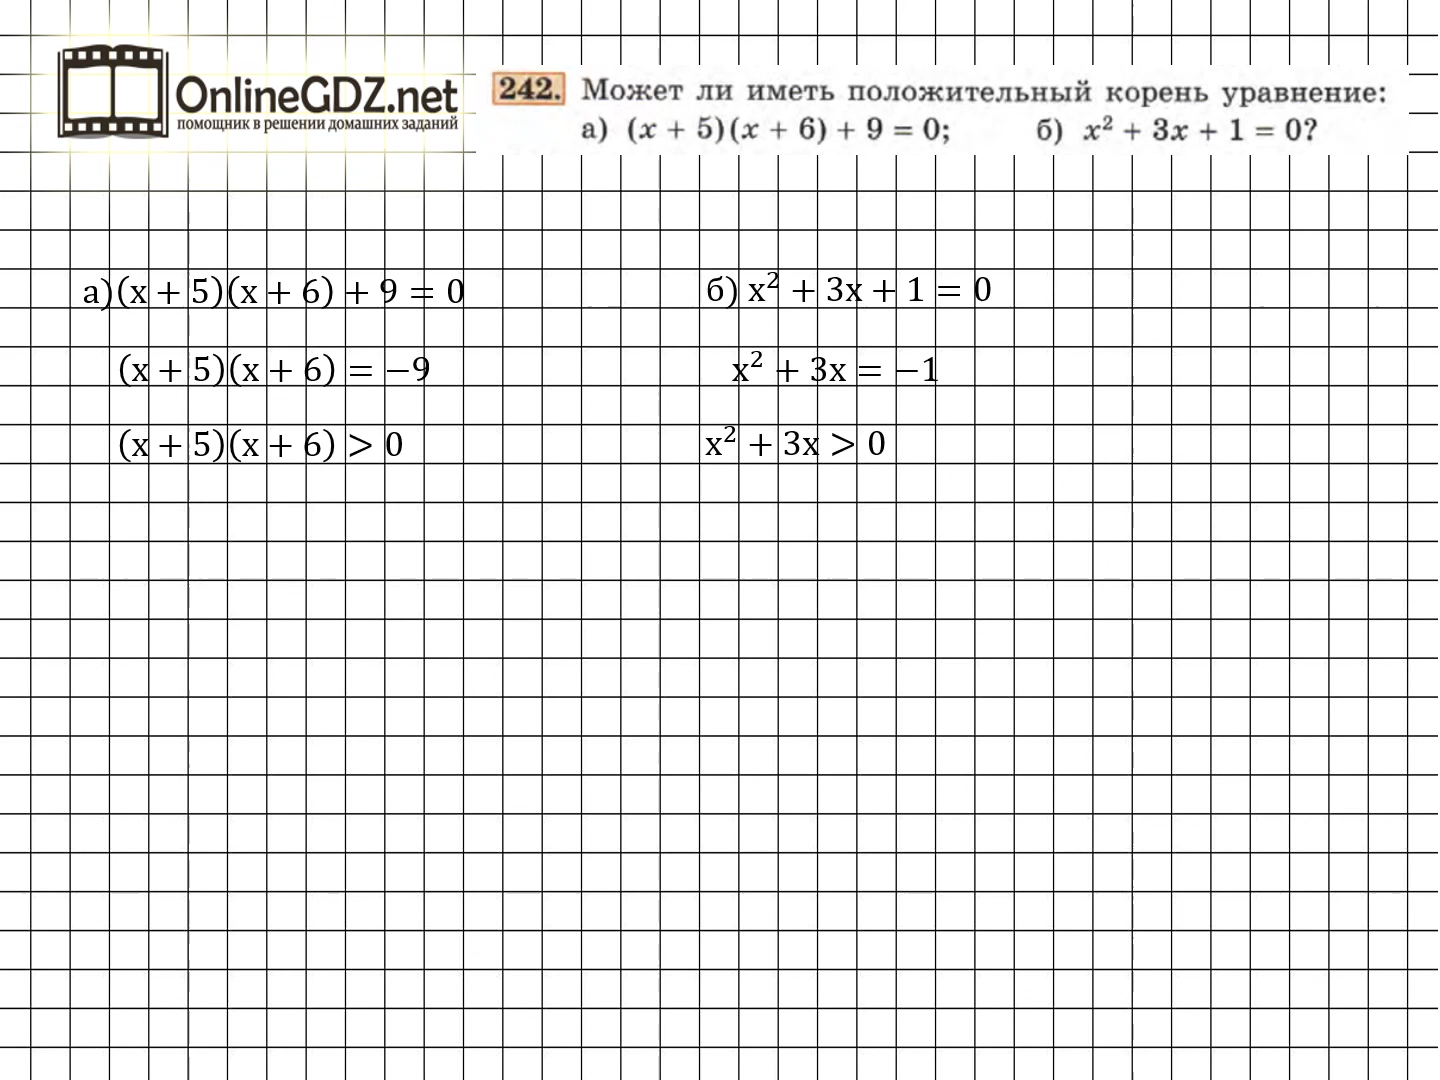 OnlineGDZ.net
помощник в решении домашних заданий
242. Может ли иметь положительный корень уравнение:
а) (x + 5)(x + 6) + 9 = 0; б) x² + 3x + 1 = 0?
а)(x + 5)(x + 6) + 9 = 0
(x + 5)(x + 6) = −9
(x + 5)(x + 6) > 0
б) x² + 3x + 1 = 0
x² + 3x = −1
x² + 3x > 0